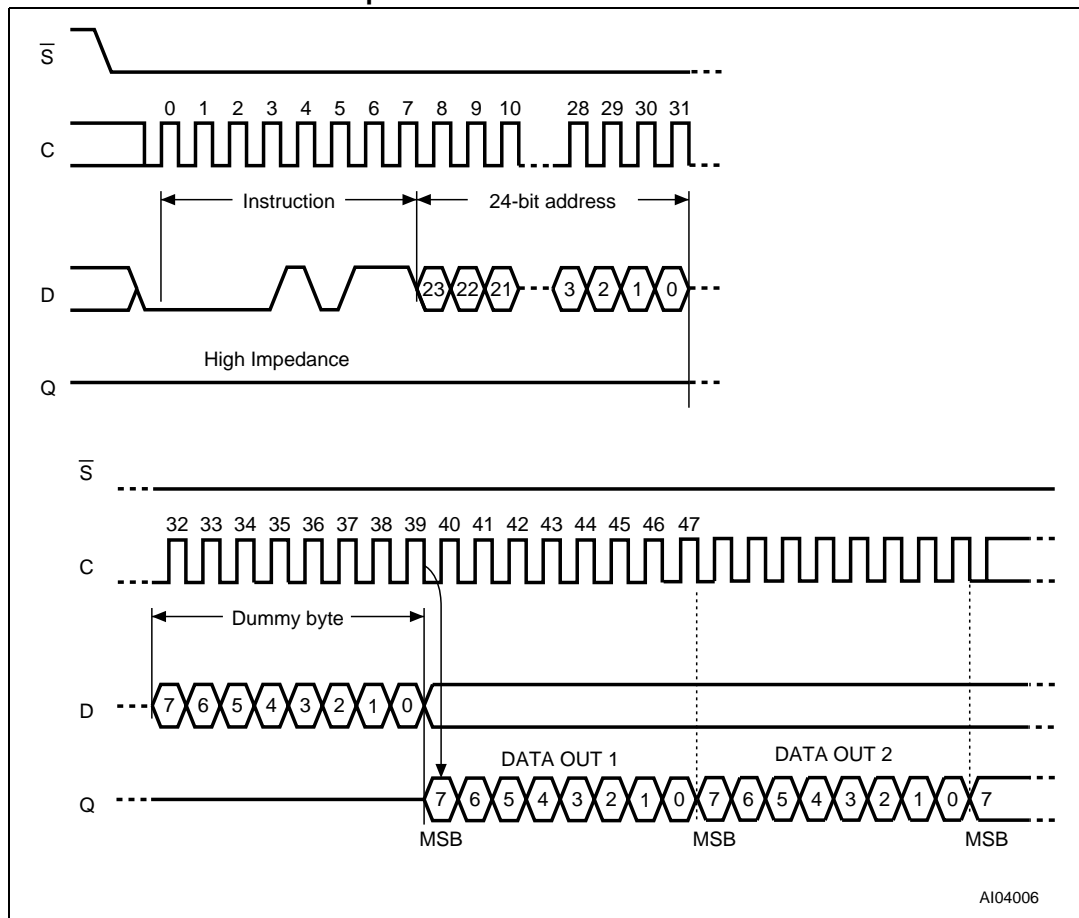 S
0 1 2 3 4 5 6 7 8 9 10 28 29 30 31
C
Instruction 24-bit address
D 23 22 21 3 2 1 0
High Impedance
Q
S
32 33 34 35 36 37 38 39 40 41 42 43 44 45 46 47
C
Dummy byte
D 7 6 5 4 3 2 1 0
DATA OUT 1 DATA OUT 2
Q 7 6 5 4 3 2 1 0 7 6 5 4 3 2 1 0 7
MSB MSB MSB
AI04006